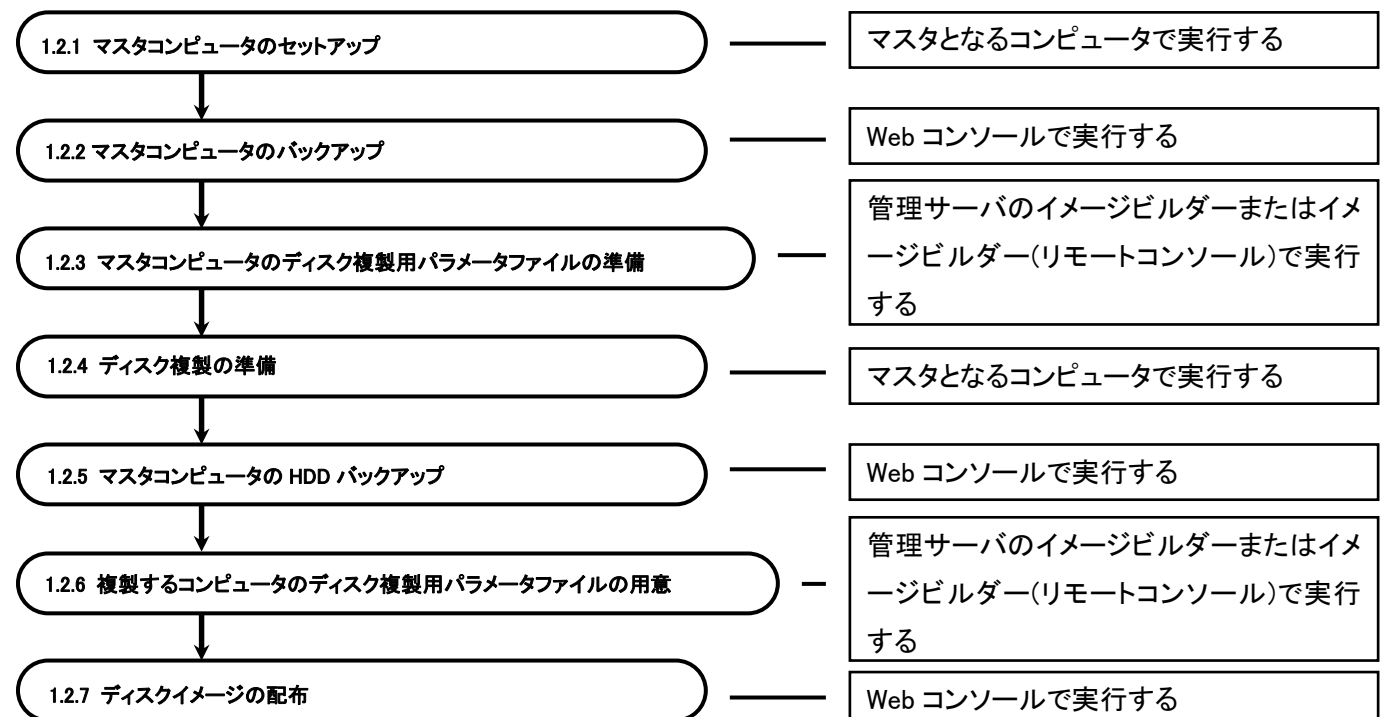 1.2.1 マスタコンピュータのセットアップ
マスタとなるコンピュータで実行する
1.2.2 マスタコンピュータのバックアップ
Web コンソールで実行する
1.2.3 マスタコンピュータのディスク複製用パラメータファイルの準備
管理サーバのイメージビルダーまたはイメ
ージビルダー(リモートコンソール)で実行
する
1.2.4 ディスク複製の準備
マスタとなるコンピュータで実行する
1.2.5 マスタコンピュータの HDD バックアップ
Web コンソールで実行する
1.2.6 複製するコンピュータのディスク複製用パラメータファイルの用意
管理サーバのイメージビルダーまたはイメ
ージビルダー(リモートコンソール)で実行
する
1.2.7 ディスクイメージの配布
Web コンソールで実行する